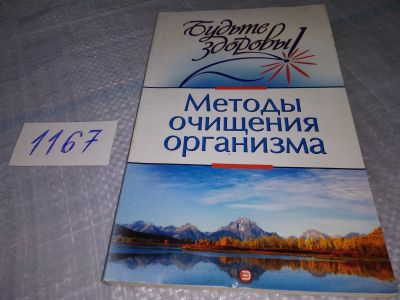 Будьте
здоровы!
Методы
очищения
организма
1167
Э